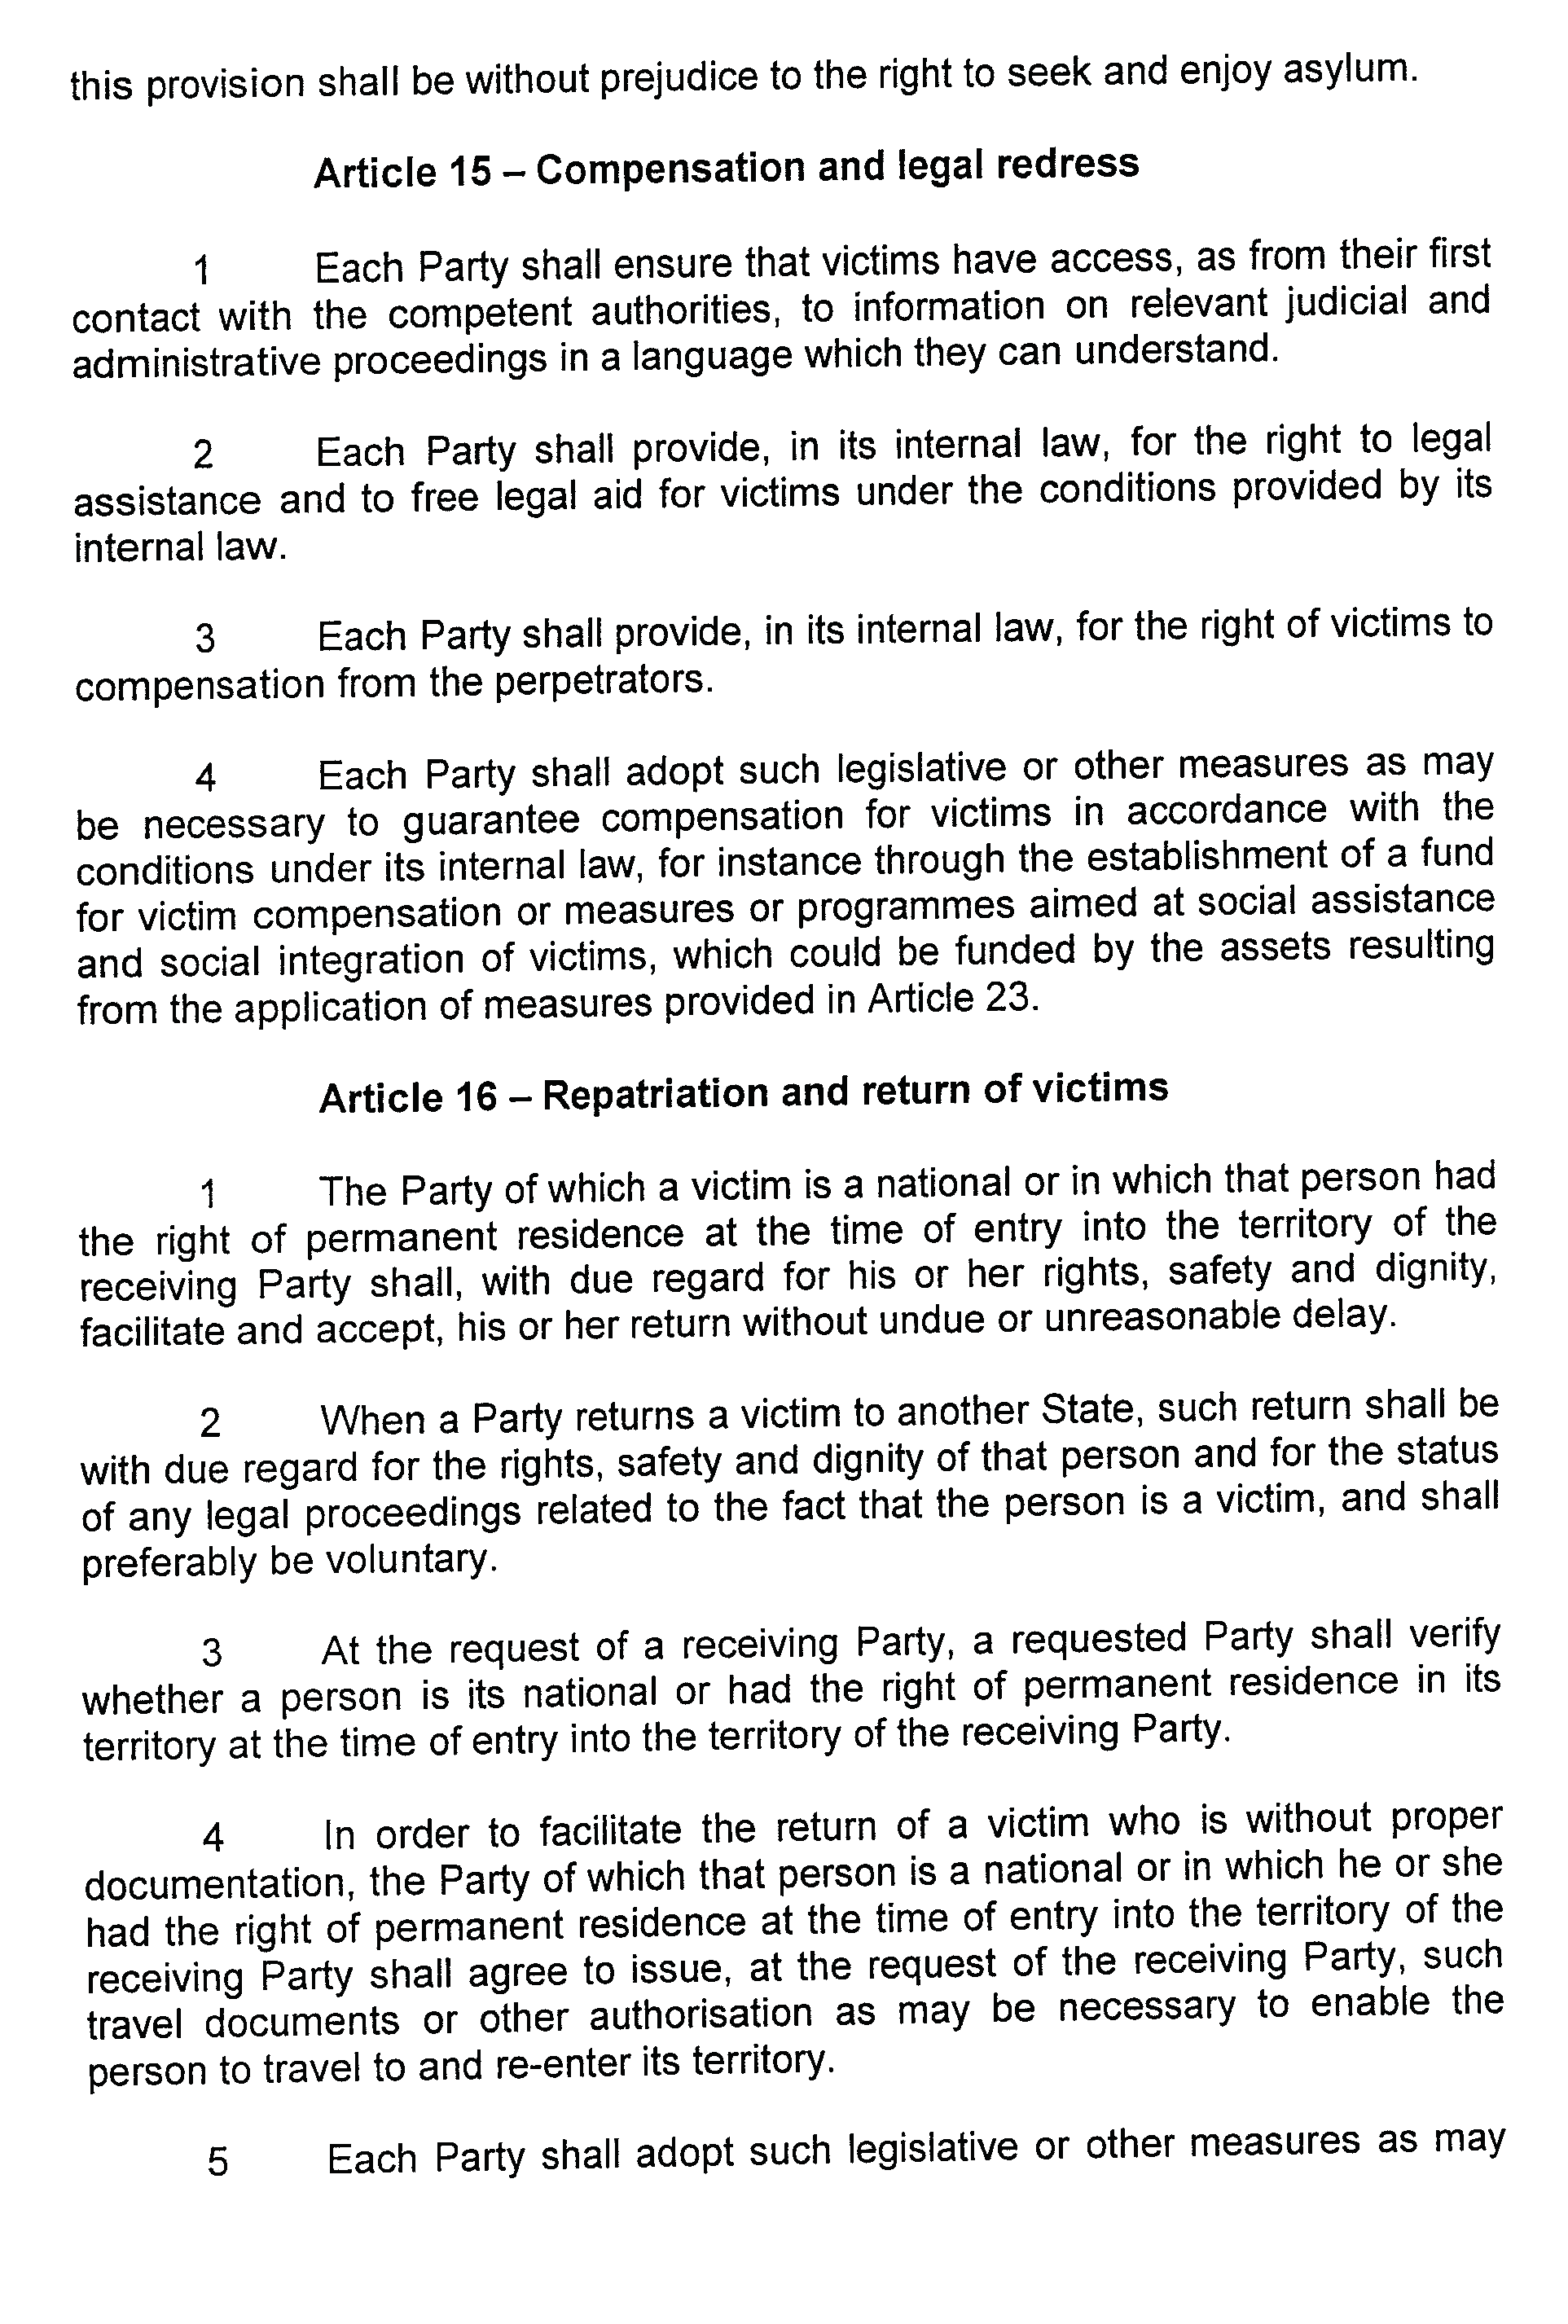 this provision shall be without prejudice to the right to seek and enjoy asylum.
Article 15 – Compensation and legal redress
1 Each Party shall ensure that victims have access, as from their first
contact with the competent authorities, to information on relevant judicial and
administrative proceedings in a language which they can understand.
2 Each Party shall provide, in its internal law, for the right to legal
assistance and to free legal aid for victims under the conditions provided by its
internal law.
3 Each Party shall provide, in its internal law, for the right of victims to
compensation from the perpetrators.
4 Each Party shall adopt such legislative or other measures as may
be necessary to guarantee compensation for victims in accordance with the
conditions under its internal law, for instance through the establishment of a fund
for victim compensation or measures or programmes aimed at social assistance
and social integration of victims, which could be funded by the assets resulting
from the application of measures provided in Article 23.
Article 16 – Repatriation and return of victims
1 The Party of which a victim is a national or in which that person had
the right of permanent residence at the time of entry into the territory of the
receiving Party shall, with due regard for his or her rights, safety and dignity,
facilitate and accept, his or her return without undue or unreasonable delay.
2 When a Party returns a victim to another State, such return shall be
with due regard for the rights, safety and dignity of that person and for the status
of any legal proceedings related to the fact that the person is a victim, and shall
preferably be voluntary.
3 At the request of a receiving Party, a requested Party shall verify
whether a person is its national or had the right of permanent residence in its
territory at the time of entry into the territory of the receiving Party.
4 In order to facilitate the return of a victim who is without proper
documentation, the Party of which that person is a national or in which he or she
had the right of permanent residence at the time of entry into the territory of the
receiving Party shall agree to issue, at the request of the receiving Party, such
travel documents or other authorisation as may be necessary to enable the
person to travel to and re-enter its territory.
5 Each Party shall adopt such legislative or other measures as may